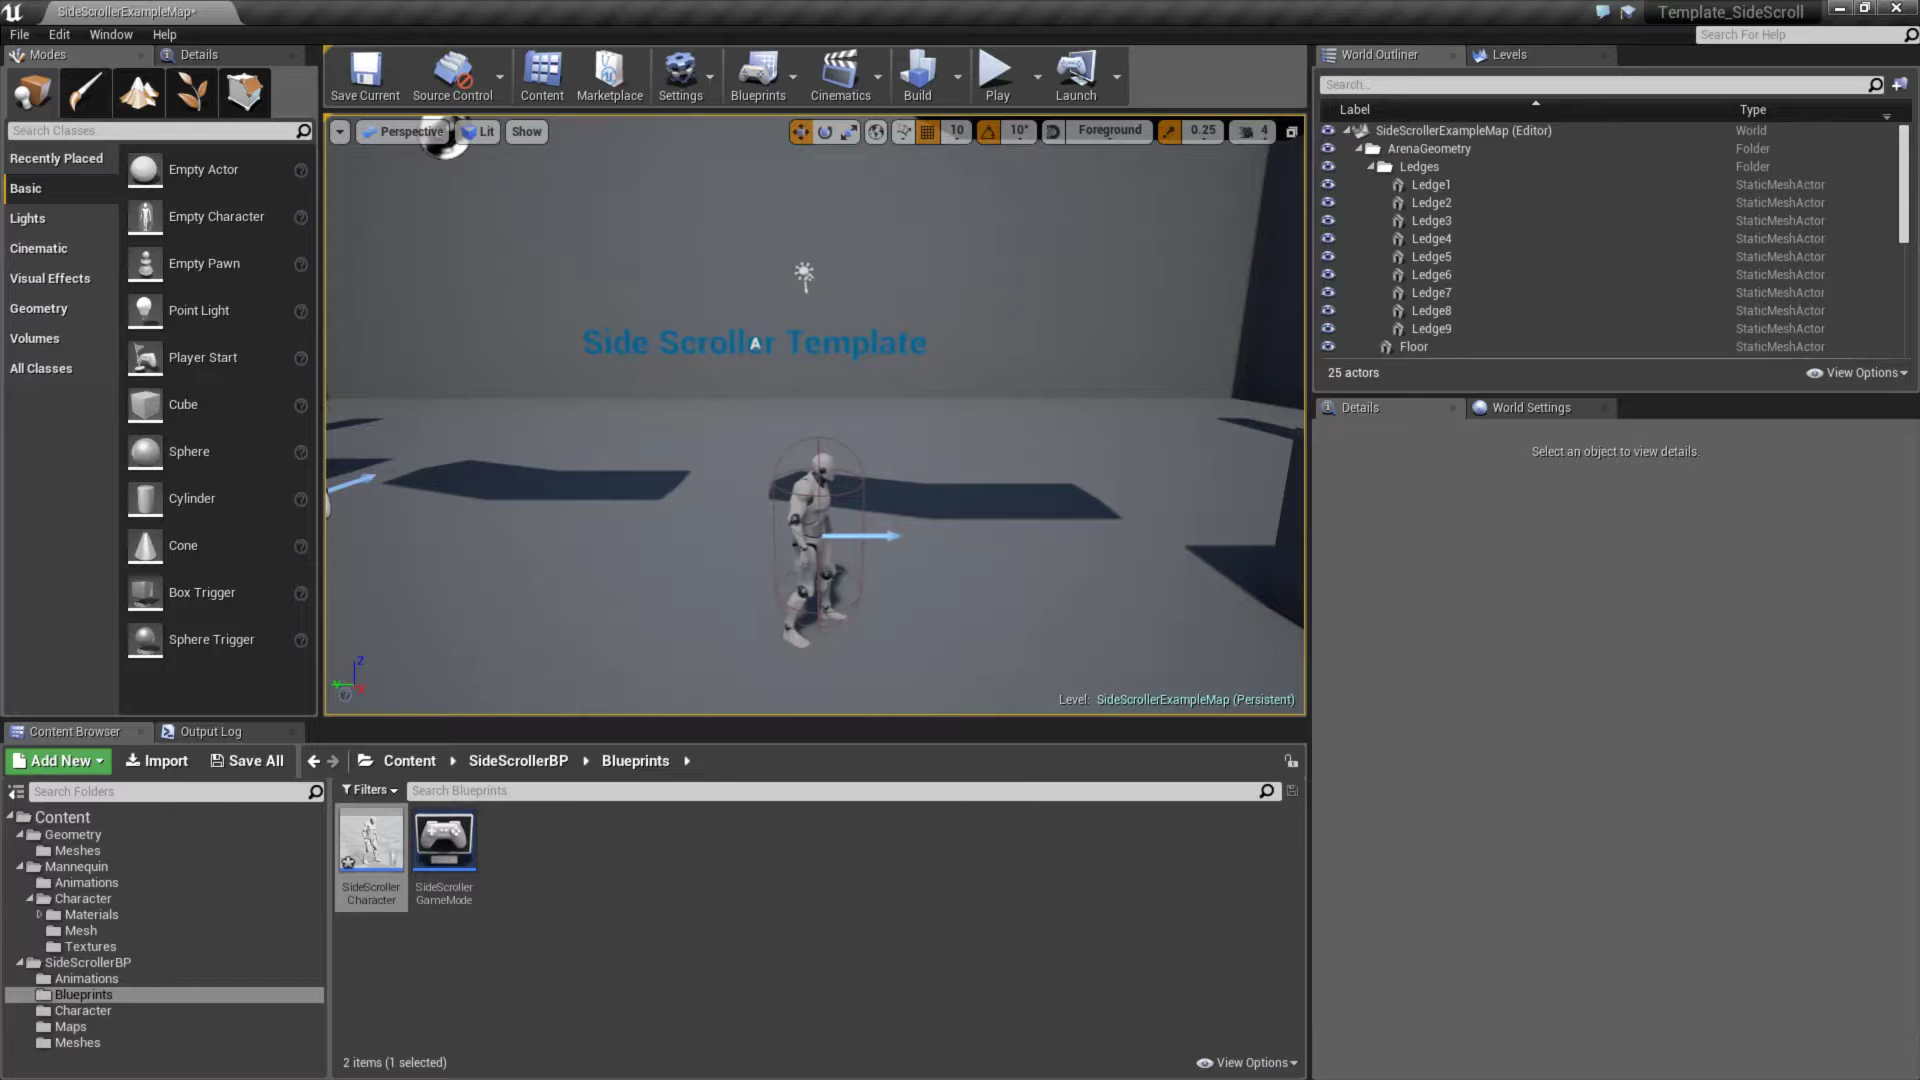 SideScrollerExampleMap*
Template_SideScroll
File
Edit
Window
Help
Search For Help
Modes
Details
Search Classes
Recently Placed
Basic
Lights
Cinematic
Visual Effects
Geometry
Volumes
All Classes
Empty Actor
Empty Character
Empty Pawn
Point Light
Player Start
Cube
Sphere
Cylinder
Cone
Box Trigger
Sphere Trigger
Save Current
Source Control
Content
Marketplace
Settings
Blueprints
Cinematics
Build
Play
Launch
Perspective
Lit
Show
10
10°
Foreground
0.25
4
Side Scroller Template
A
Z
Y
X
Level: SideScrollerExampleMap (Persistent)
World Outliner
Levels
Search...
Label
Type
SideScrollerExampleMap (Editor)
World
ArenaGeometry
Folder
Ledges
Folder
Ledge1
StaticMeshActor
Ledge2
StaticMeshActor
Ledge3
StaticMeshActor
Ledge4
StaticMeshActor
Ledge5
StaticMeshActor
Ledge6
StaticMeshActor
Ledge7
StaticMeshActor
Ledge8
StaticMeshActor
Ledge9
StaticMeshActor
Floor
StaticMeshActor
25 actors
View Options
Details
World Settings
Select an object to view details.
Content Browser
Output Log
Add New
Import
Save All
Content
SideScrollerBP
Blueprints
Search Folders
Filters
Search Blueprints
Content
Geometry
Meshes
Mannequin
Animations
Character
Materials
Mesh
Textures
SideScrollerBP
Animations
Blueprints
Character
Maps
Meshes
SideScroller
Character
SideScroller
GameMode
2 items (1 selected)
View Options